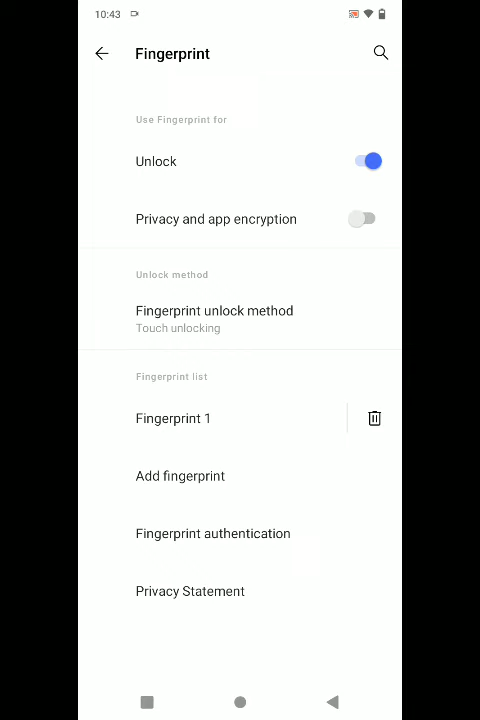 10:43
Fingerprint
Use Fingerprint for
Unlock
Privacy and app encryption
Unlock method
Fingerprint unlock method
Touch unlocking
Fingerprint list
Fingerprint 1
Add fingerprint
Fingerprint authentication
Privacy Statement